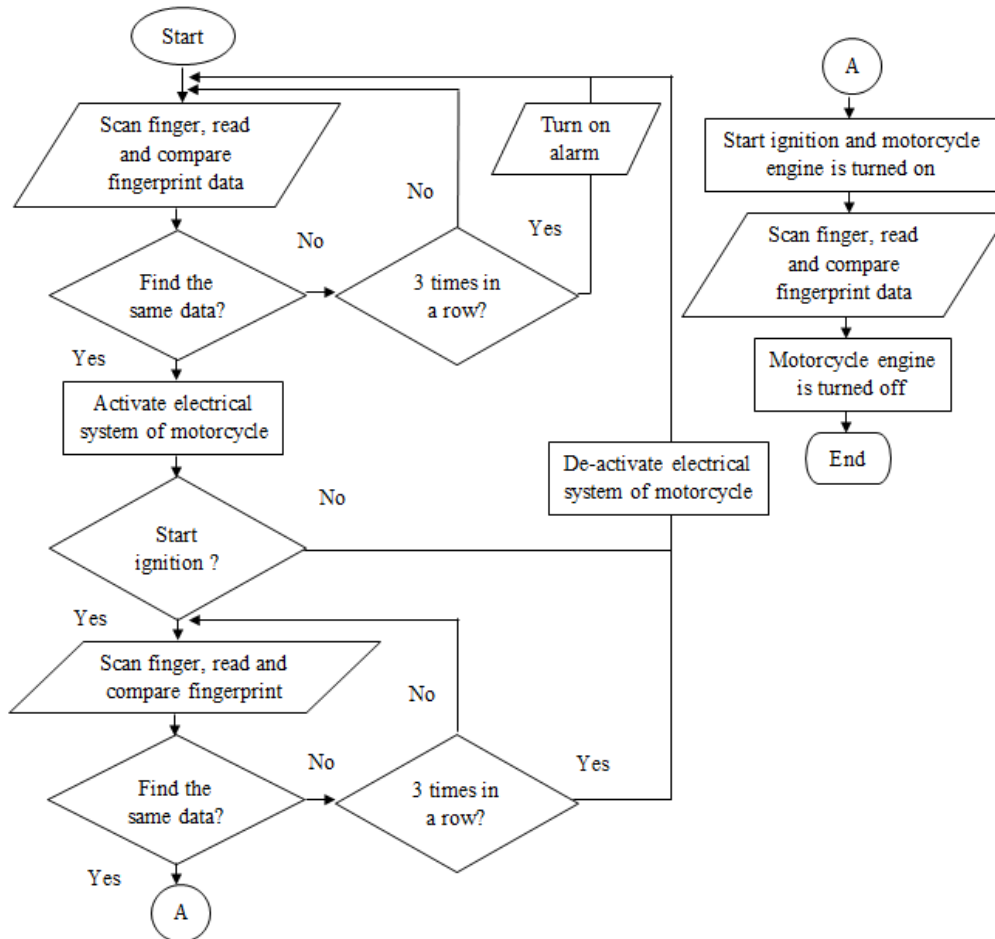 Start
Scan finger, read
and compare
fingerprint data
No
Find the
same data?
No
3 times in
a row?
Yes
Turn on
alarm
Yes
Activate electrical
system of motorcycle
Start
ignition ?
No
De-activate electrical
system of motorcycle
Yes
Scan finger, read and
compare fingerprint
No
Find the
same data?
No
3 times in
a row?
Yes
Yes
A
A
Start ignition and motorcycle
engine is turned on
Scan finger, read
and compare
fingerprint data
Motorcycle engine
is turned off
End